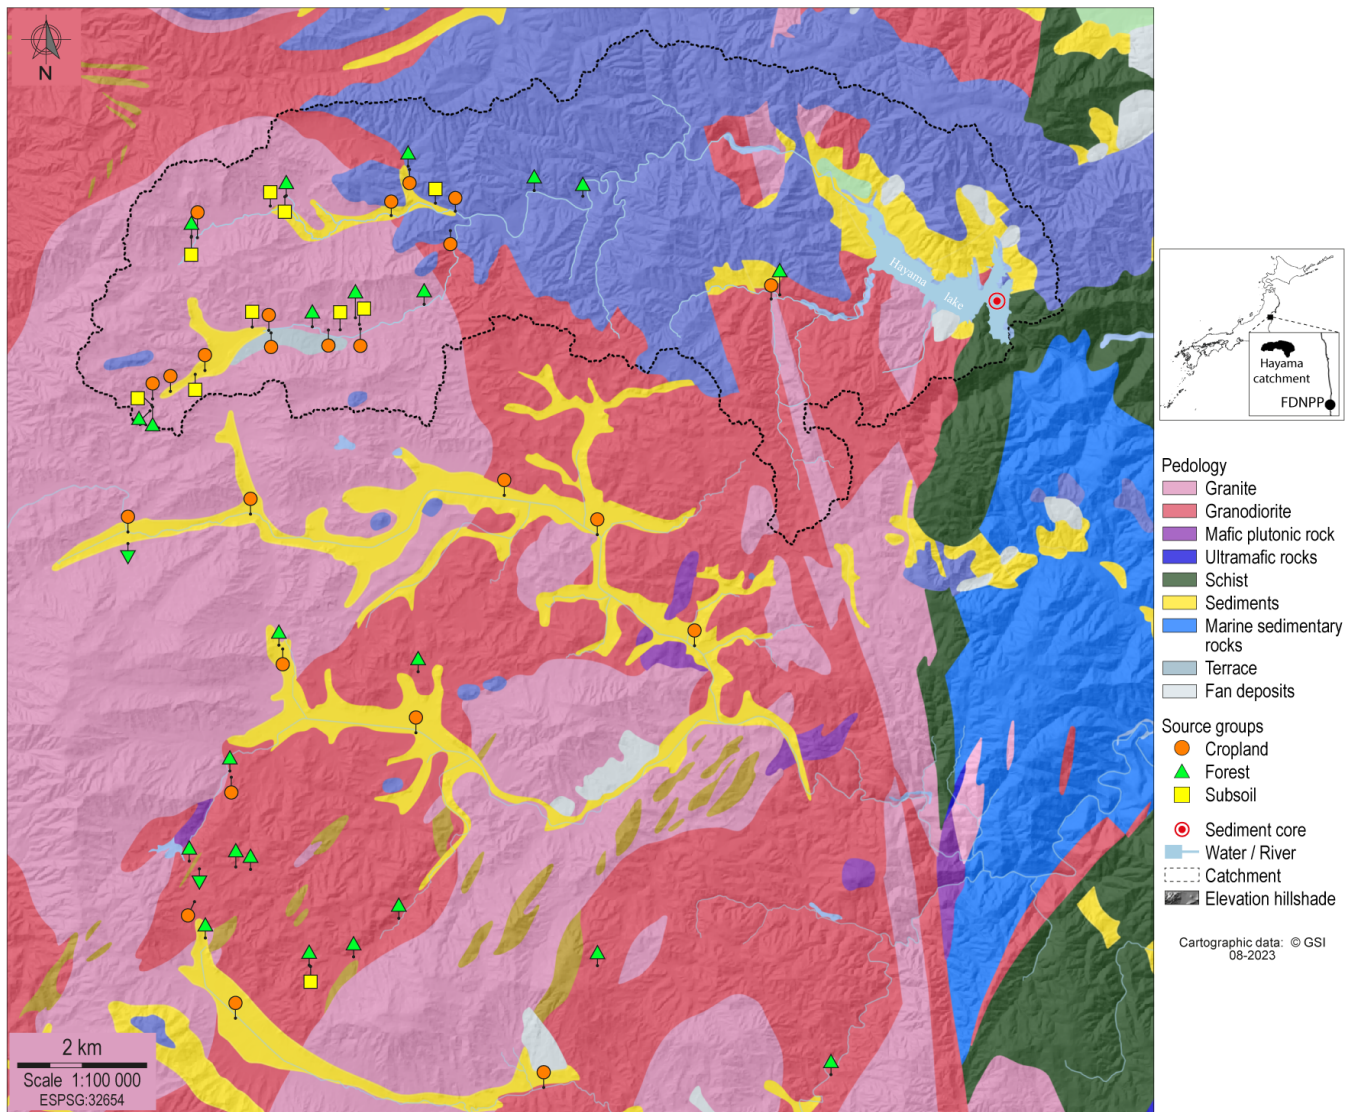 N
Hayama
lake
2 km
Scale 1:100 000
ESPSG:32654
Hayama
catchment
FDNPP
Pedology
Granite
Granodiorite
Mafic plutonic rock
Ultramafic rocks
Schist
Sediments
Marine sedimentary
rocks
Terrace
Fan deposits
Source groups
Cropland
Forest
Subsoil
Sediment core
Water / River
Catchment
Elevation hillshade
Cartographic data: © GSI
08-2023